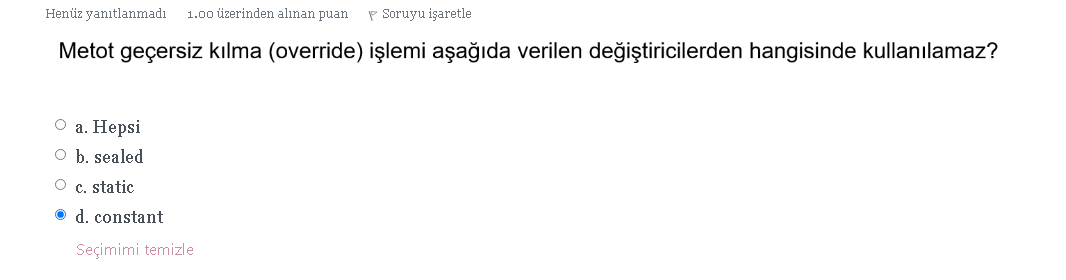 Henüz yanıtlanmadı 1.00 üzerinden alınan puan Soruyu işaretle
Metot geçersiz kılma (override) işlemi aşağıda verilen değiştiricilerden hangisinde kullanılamaz?
a. Hepsi
b. sealed
c. static
d. constant
Seçimimi temizle